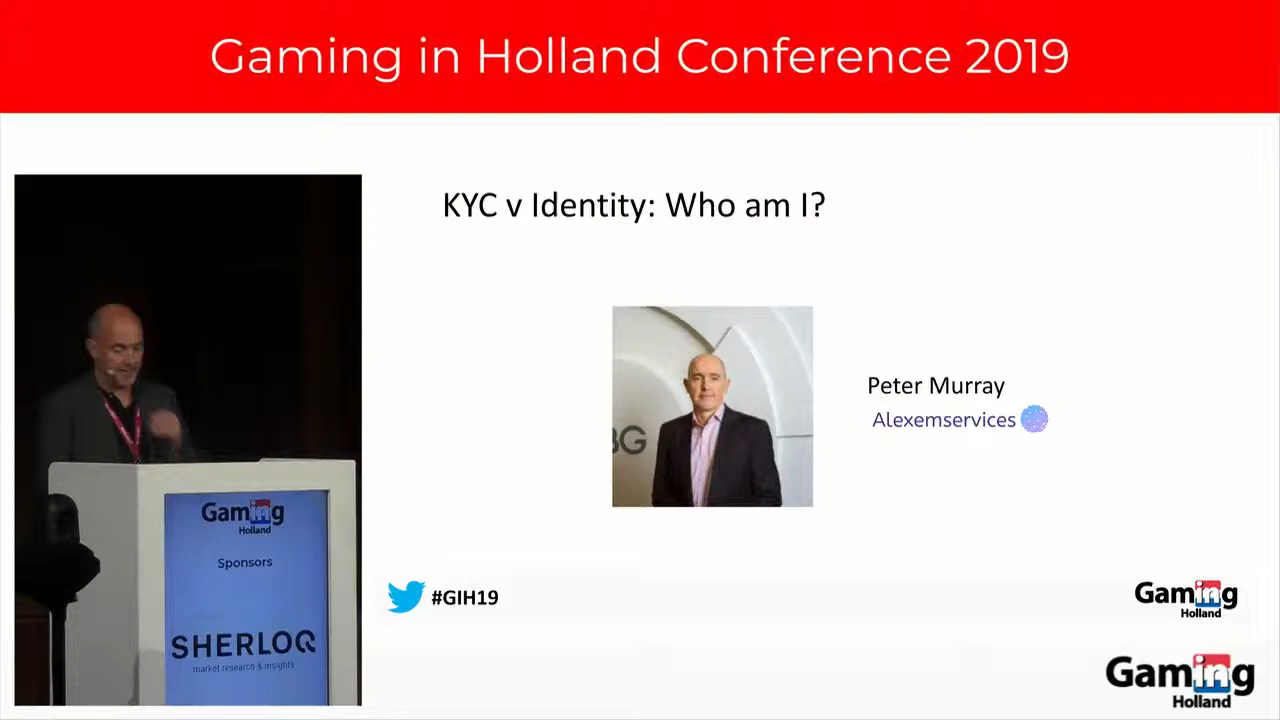 Gaming in Holland Conference 2019
KYC v Identity: Who am I?
BG
Peter Murray
Alexemservices
Gaming
Holland
Sponsors
SHERLOQ
market research & insights
#GIH19
Gaming
Holland
Gaming
Holland